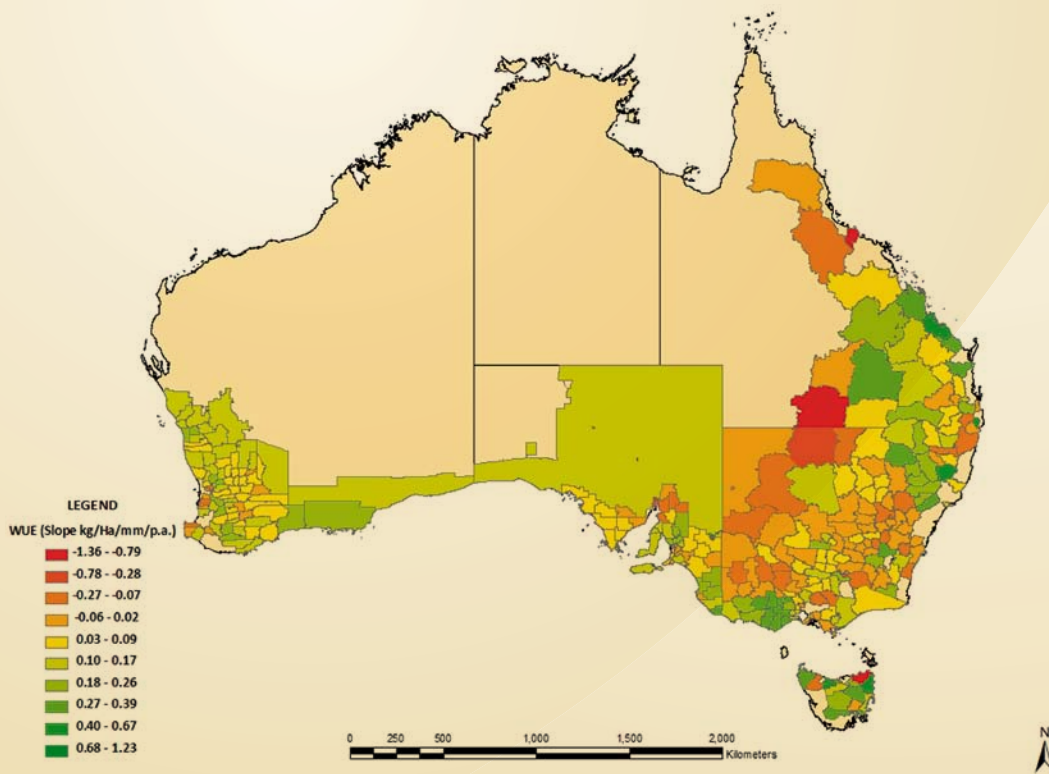 LEGEND
WUE (Slope kg/Ha/mm/p.a.)
-1.36 - -0.79
-0.78 - -0.28
-0.27 - -0.07
-0.06 - 0.02
0.03 - 0.09
0.10 - 0.17
0.18 - 0.26
0.27 - 0.39
0.40 - 0.67
0.68 - 1.23
0 250 500 1,000 1,500 2,000
Kilometers
N